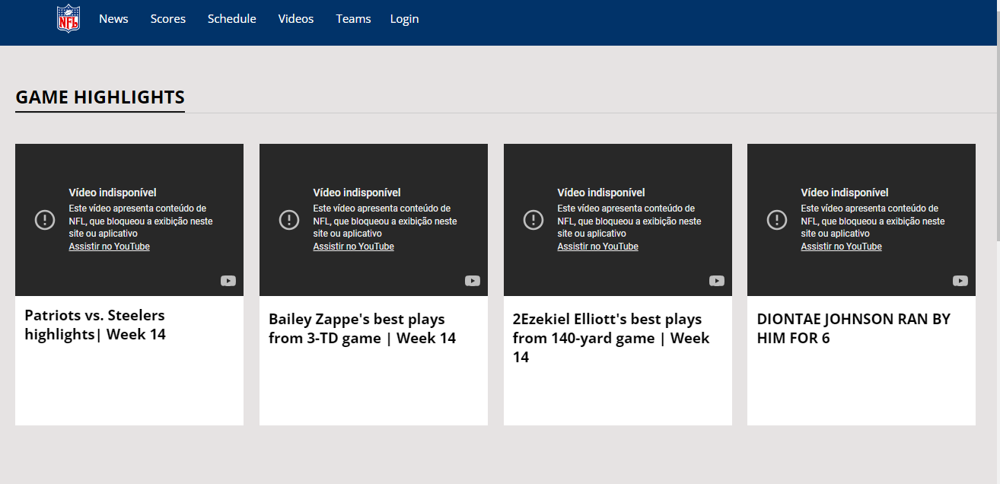 NFL News Scores Schedule Videos Teams Login
GAME HIGHLIGHTS
Vídeo indisponível
Este vídeo apresenta conteúdo de
NFL, que bloqueou a exibição neste
site ou aplicativo
Assistir no YouTube
Patriots vs. Steelers
highlights| Week 14
Vídeo indisponível
Este vídeo apresenta conteúdo de
NFL, que bloqueou a exibição neste
site ou aplicativo
Assistir no YouTube
Bailey Zappe's best plays
from 3-TD game | Week 14
Vídeo indisponível
Este vídeo apresenta conteúdo de
NFL, que bloqueou a exibição neste
site ou aplicativo
Assistir no YouTube
2Ezekiel Elliott's best plays
from 140-yard game | Week
14
Vídeo indisponível
Este vídeo apresenta conteúdo de
NFL, que bloqueou a exibição neste
site ou aplicativo
Assistir no YouTube
DIONTAE JOHNSON RAN BY
HIM FOR 6